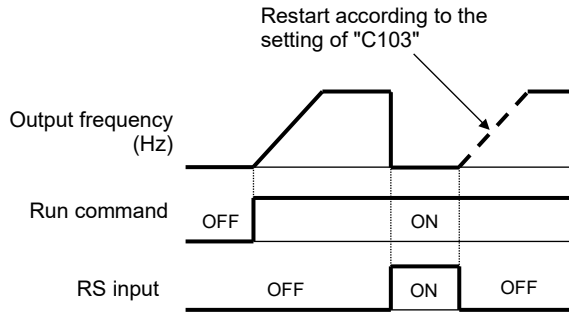 Restart according to the
setting of "C103"
Output frequency
(Hz)
Run command
OFF
ON
RS input
OFF
ON
OFF